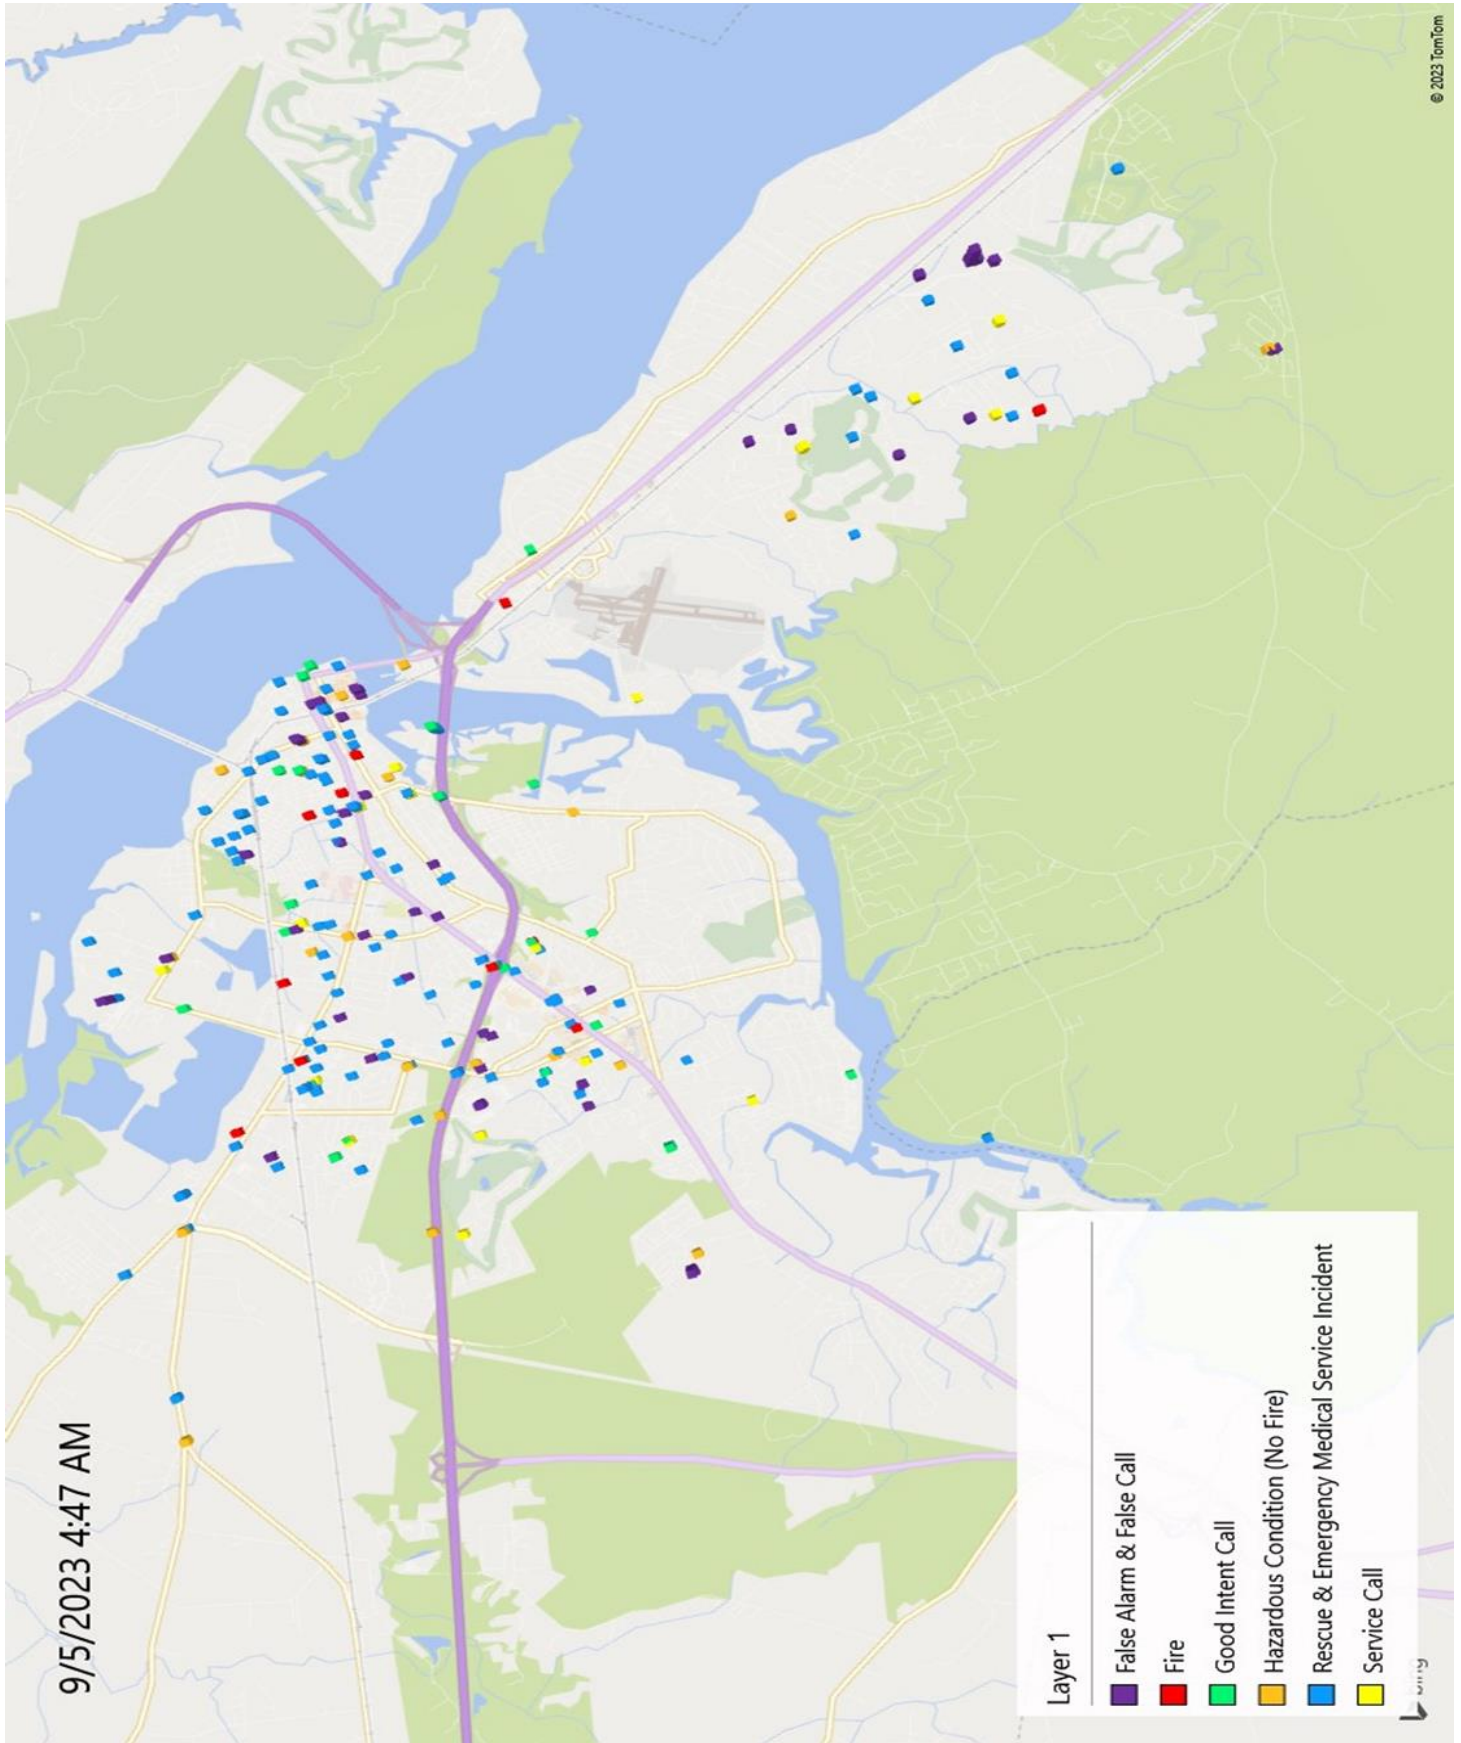 9/5/2023 4:47 AM
Layer 1
False Alarm & False Call
Fire
Good Intent Call
Hazardous Condition (No Fire)
Rescue & Emergency Medical Service Incident
Service Call
bing
© 2023 TomTom